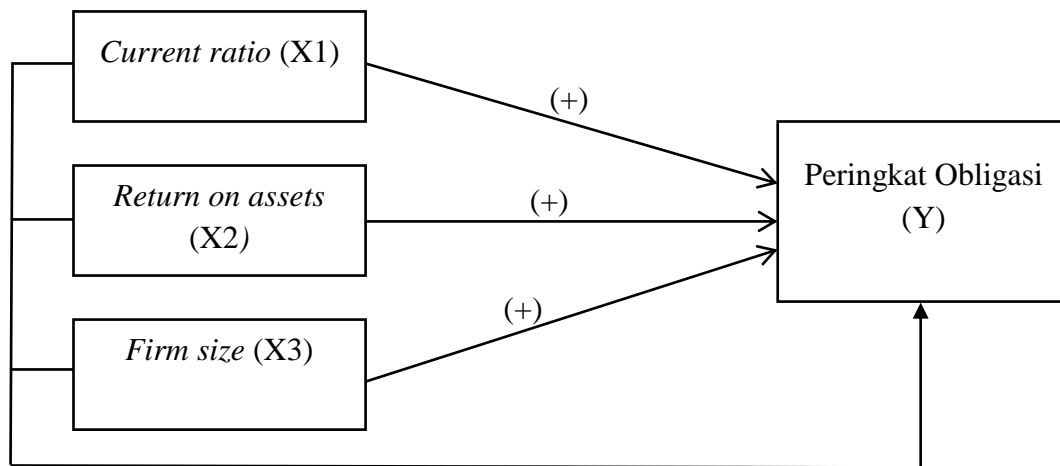 Current ratio (X1)
(+)
Return on assets
(X2)
(+)
Firm size (X3)
(+)
Peringkat Obligasi
(Y)